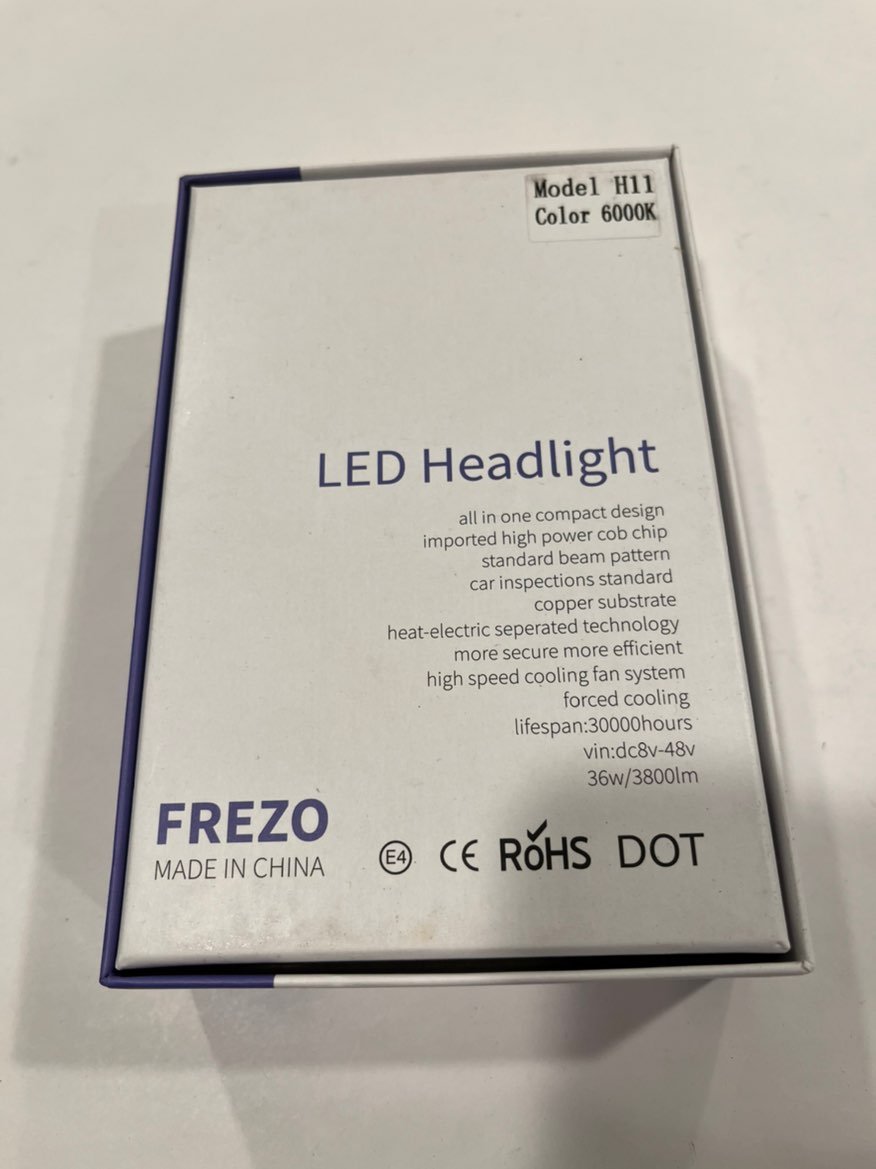 Model H11
Color 6000K
LED Headlight
all in one compact design
imported high power cob chip
standard beam pattern
car inspections standard
copper substrate
heat-electric seperated technology
more secure more efficient
high speed cooling fan system
forced cooling
lifespan:30000hours
vin:dc8v-48v
36w/3800lm
FREZO
MADE IN CHINA
E4 CE RoHS DOT